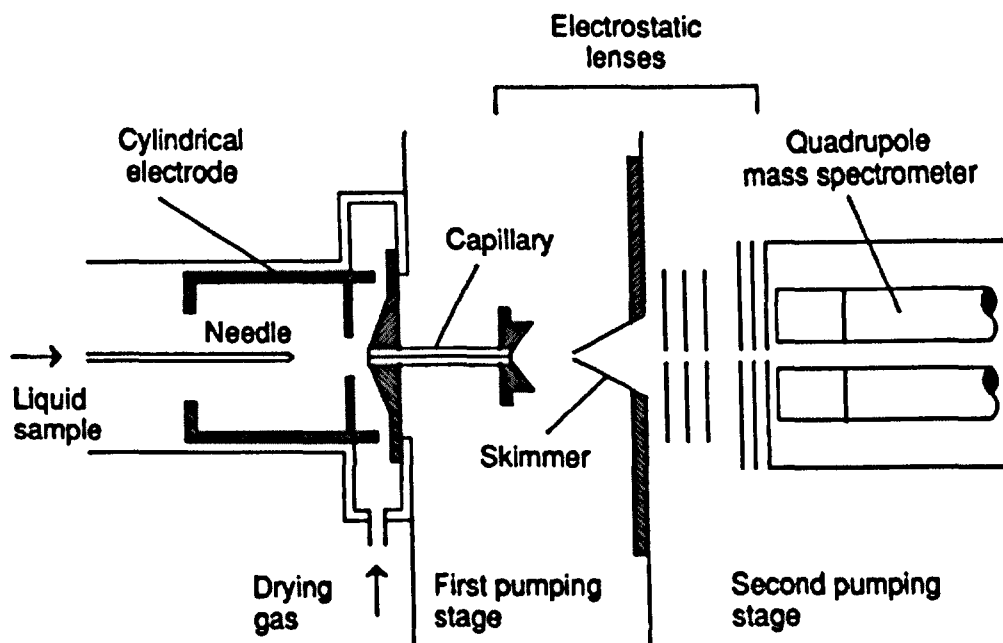 Electrostatic
lenses
Cylindrical
electrode
Quadrupole
mass spectrometer
Capillary
Needle
Liquid
sample
Skimmer
Drying
gas
First pumping
stage
Second pumping
stage